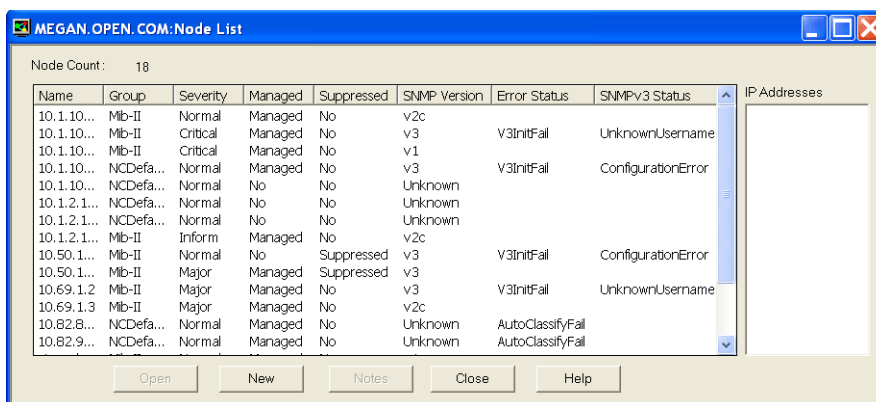 MEGAN.OPEN.COM:Node List
Node Count: 18
Name Group Severity Managed Suppressed SNMP Version Error Status SNMPv3 Status IP Addresses
10.1.10... Mib-II Normal Managed No v2c
10.1.10... Mib-II Critical Managed No v3 V3InitFail UnknownUsername
10.1.10... Mib-II Critical Managed No v1
10.1.10... NCDefa... Normal Managed No v3 V3InitFail ConfigurationError
10.1.10... NCDefa... Normal No No Unknown
10.1.2.1... NCDefa... Normal No No Unknown
10.1.2.1... NCDefa... Normal No No Unknown
10.1.2.1... Mib-II Inform Managed No v2c
10.50.1... Mib-II Normal No Suppressed v3 V3InitFail ConfigurationError
10.50.1... Mib-II Major Managed Suppressed v3
10.69.1.2 Mib-II Major Managed No v3 V3InitFail UnknownUsername
10.69.1.3 Mib-II Major Managed No v2c
10.82.8... NCDefa... Normal Managed No Unknown AutoClassifyFail
10.82.9... NCDefa... Normal Managed No Unknown AutoClassifyFail
Open New Notes Close Help